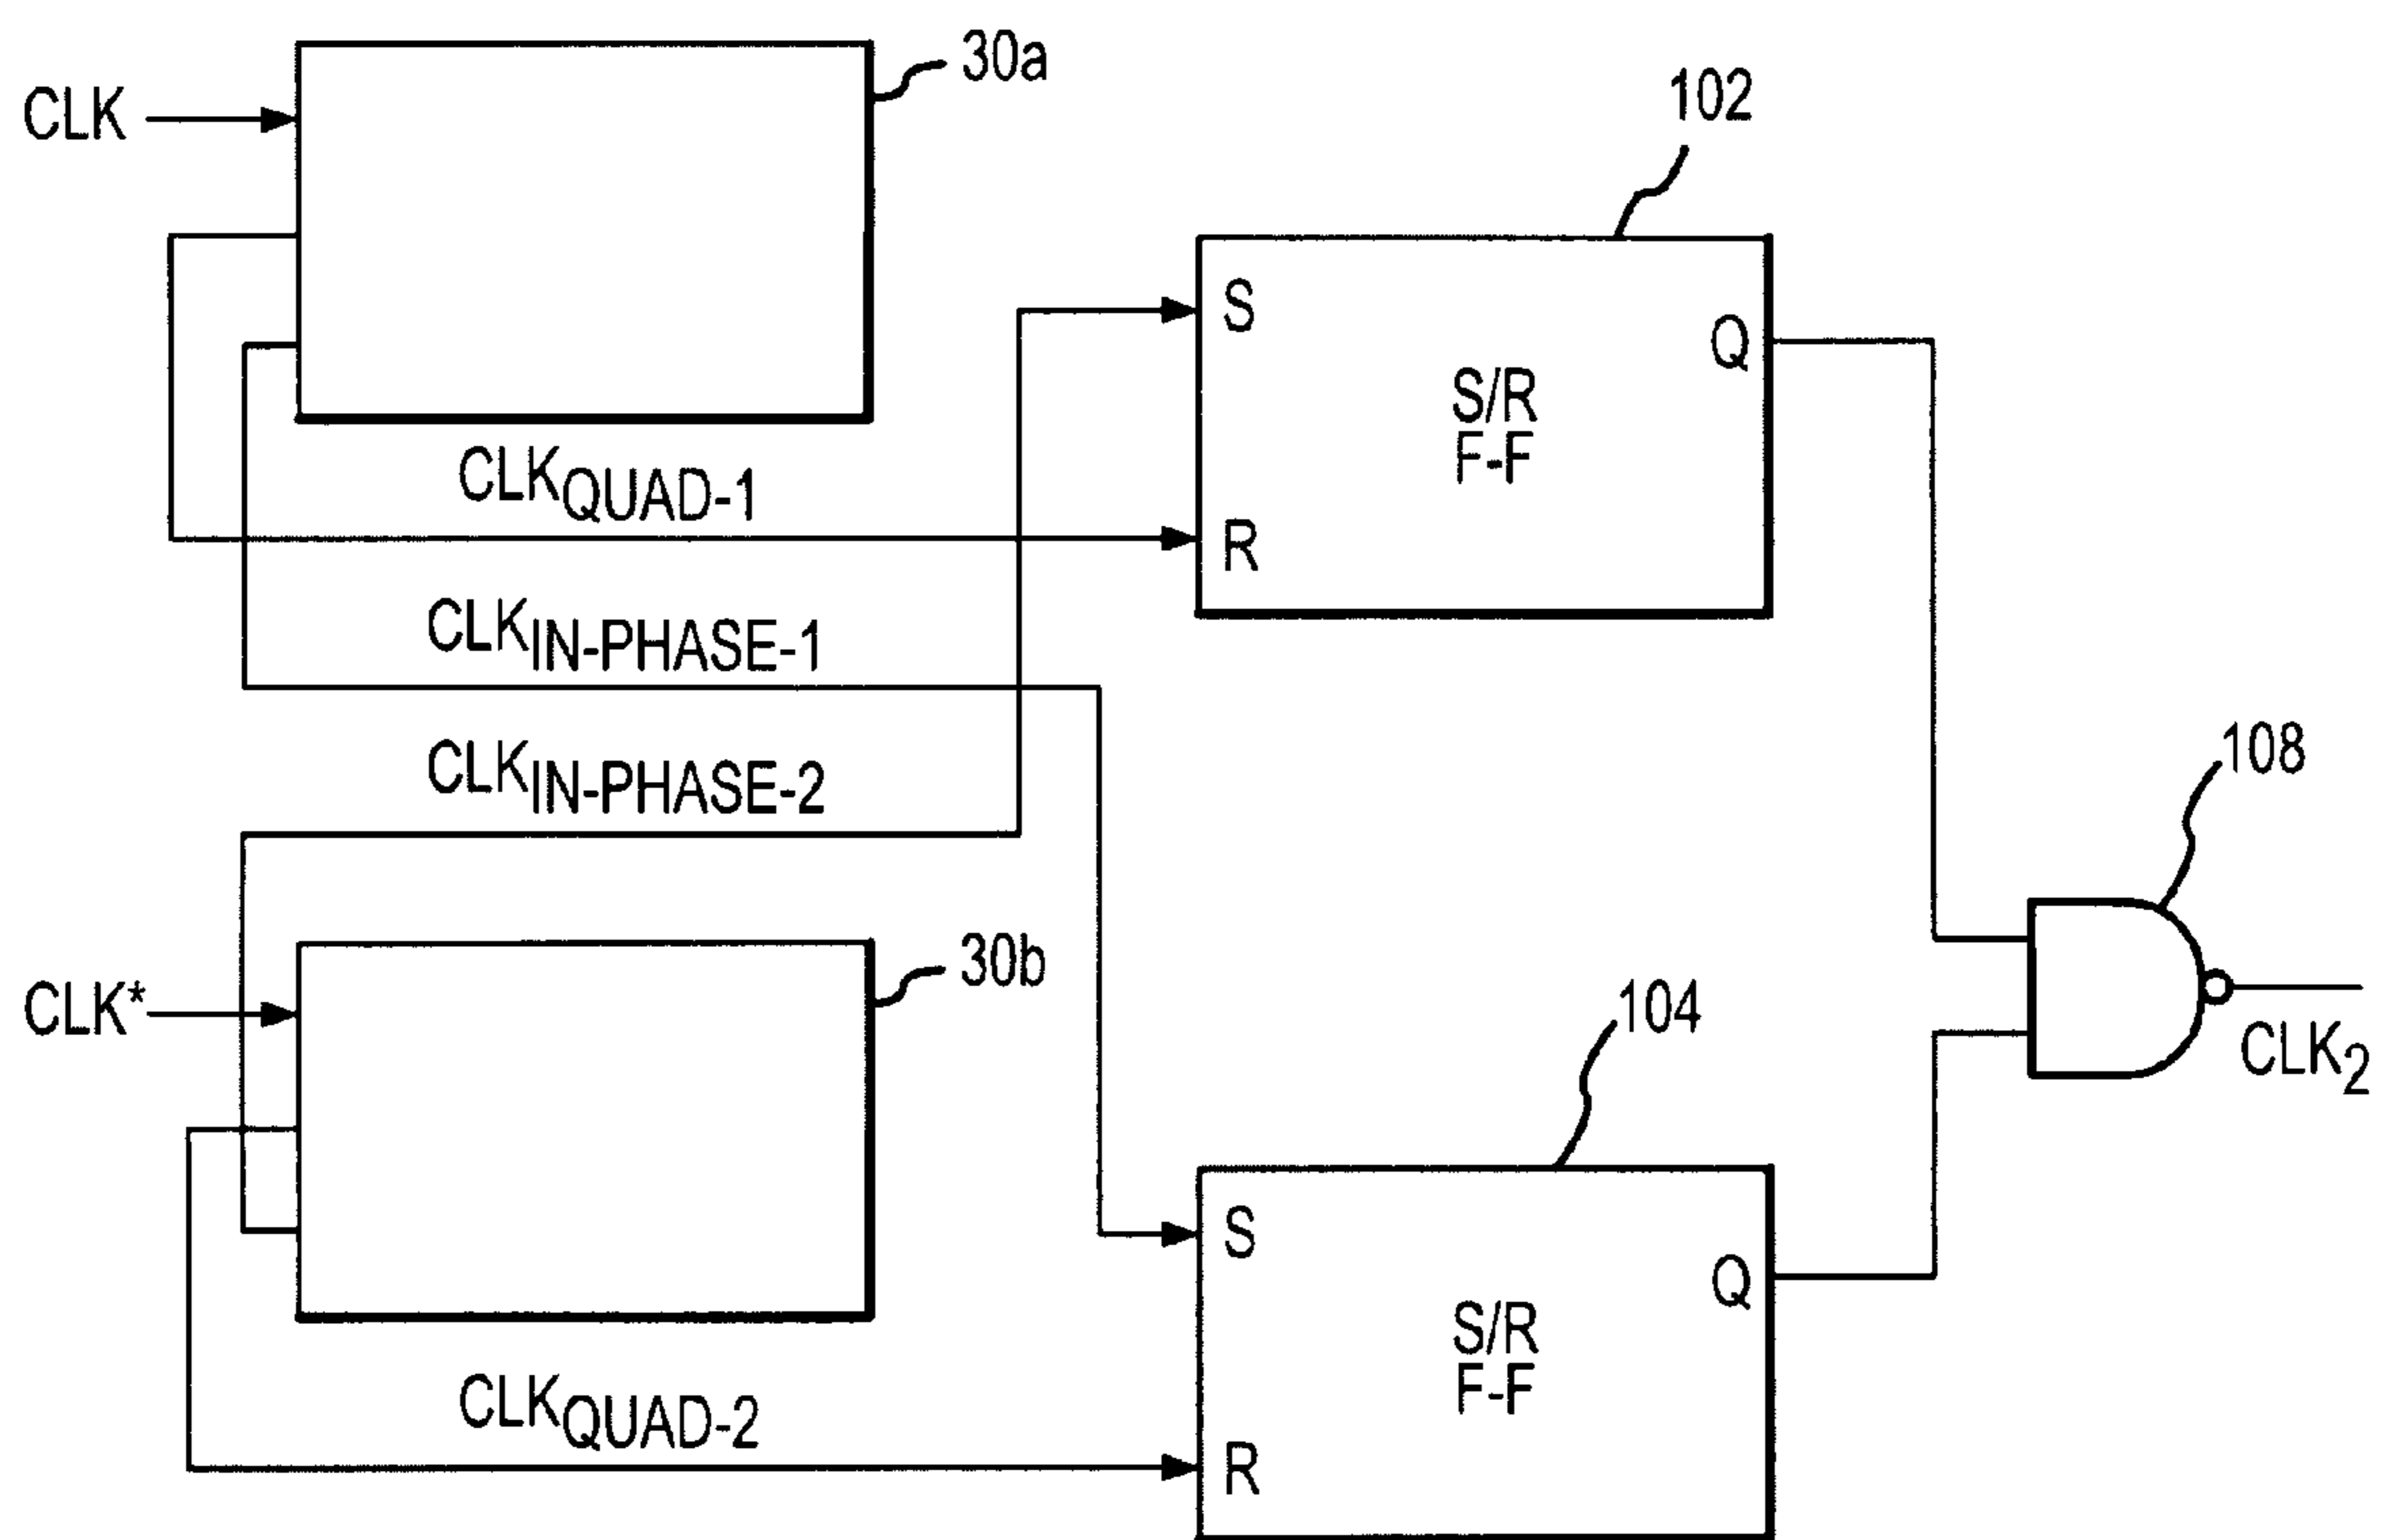 CLK
30a
102
S
Q
S/R
F-F
CLKQUAD-1
R
CLKIN-PHASE-1
CLKIN-PHASE-2
108
CLK*
30b
104
CLK2
S
Q
S/R
F-F
CLKQUAD-2
R